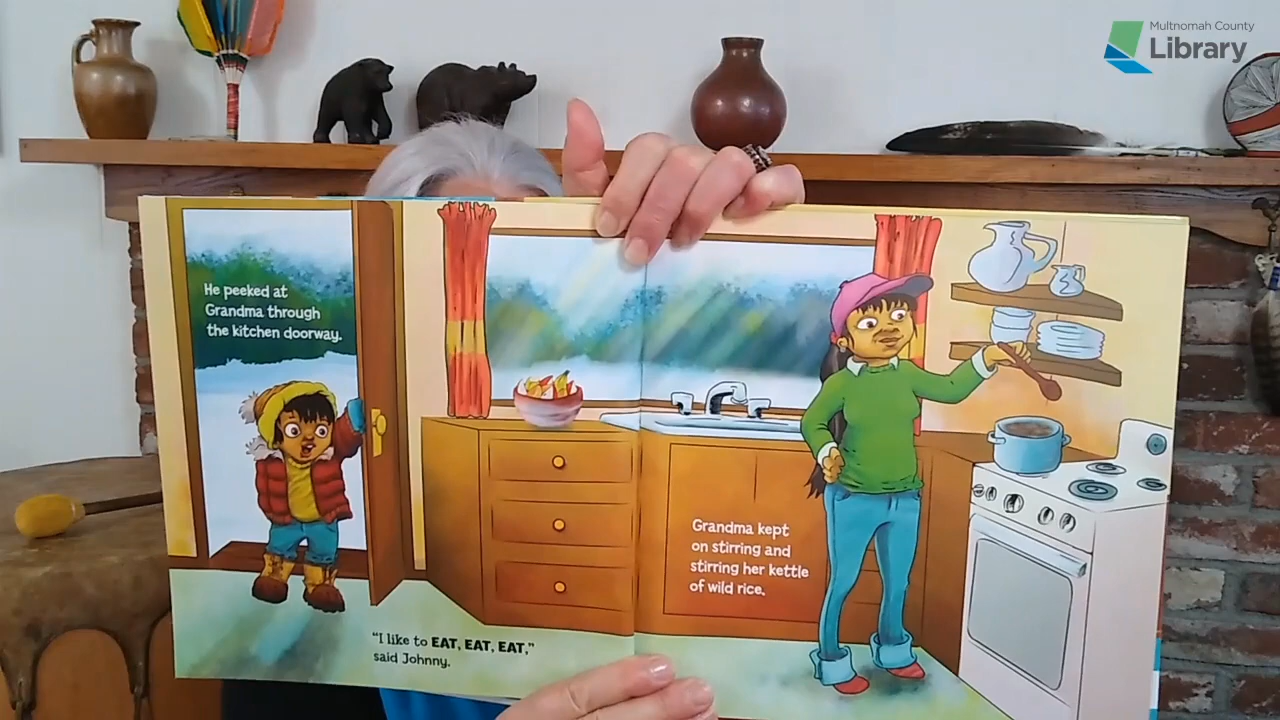 Multnomah County
Library
He peeked at
Grandma through
the kitchen doorway.
"I like to EAT, EAT, EAT,"
said Johnny.
Grandma kept
on stirring and
stirring her kettle
of wild rice.